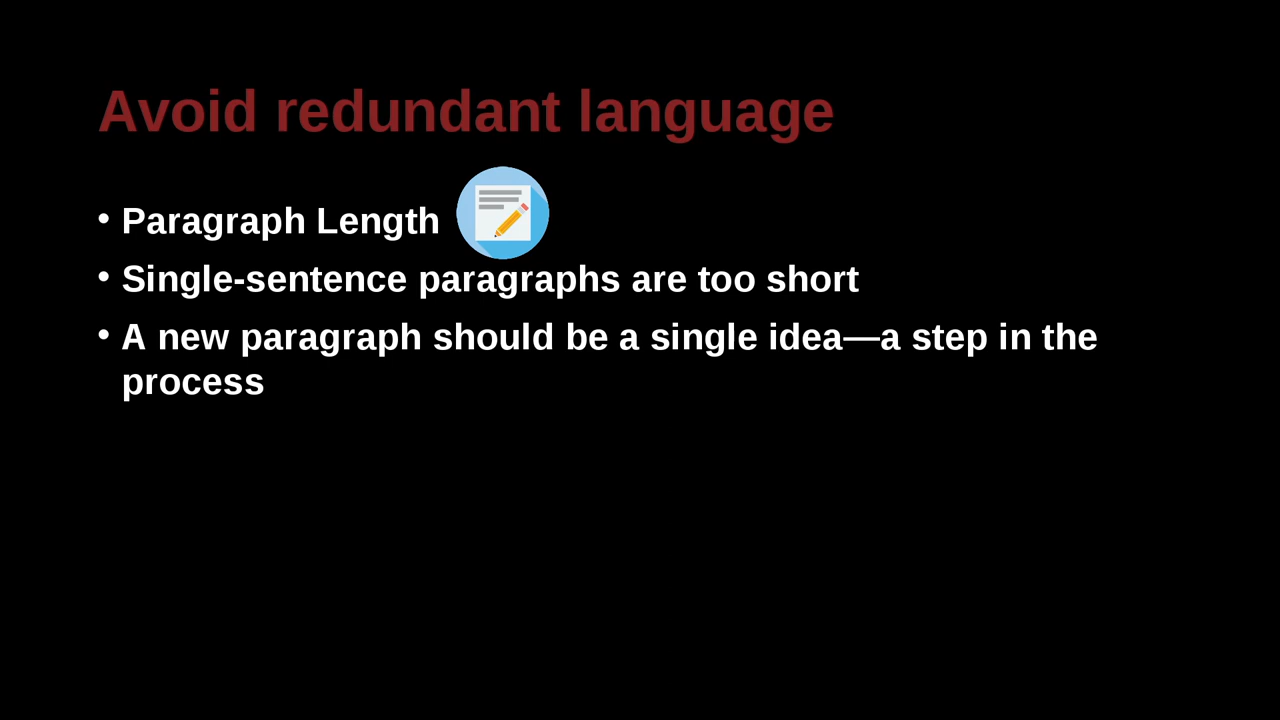 Avoid redundant language
• Paragraph Length
• Single-sentence paragraphs are too short
• A new paragraph should be a single idea—a step in the
process